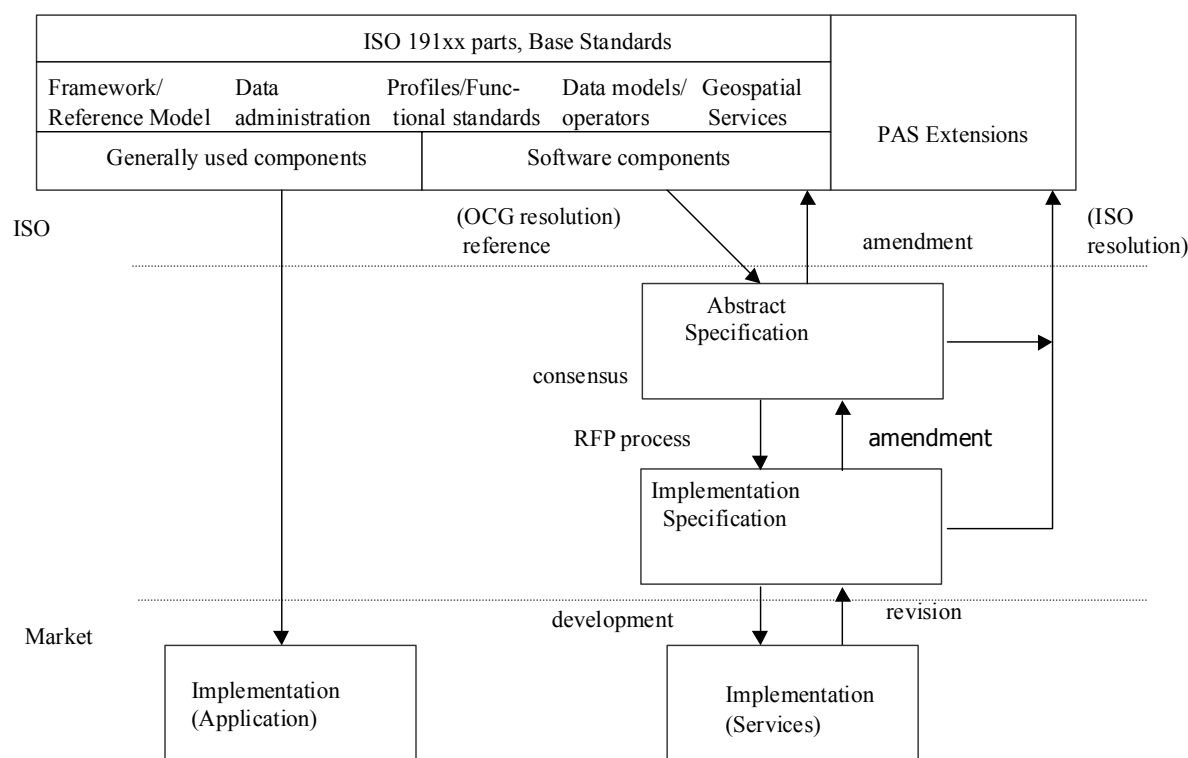 ISO 191xx parts, Base Standards
Framework/
Reference Model
Data
administration
Profiles/Func-
tional standards
Data models/
operators
Geospatial
Services
PAS Extensions
Generally used components
Software components
ISO
(OCG resolution)
reference
amendment
(ISO
resolution)
Abstract
Specification
consensus
RFP process
amendment
Implementation
Specification
Market
development
revision
Implementation
(Application)
Implementation
(Services)